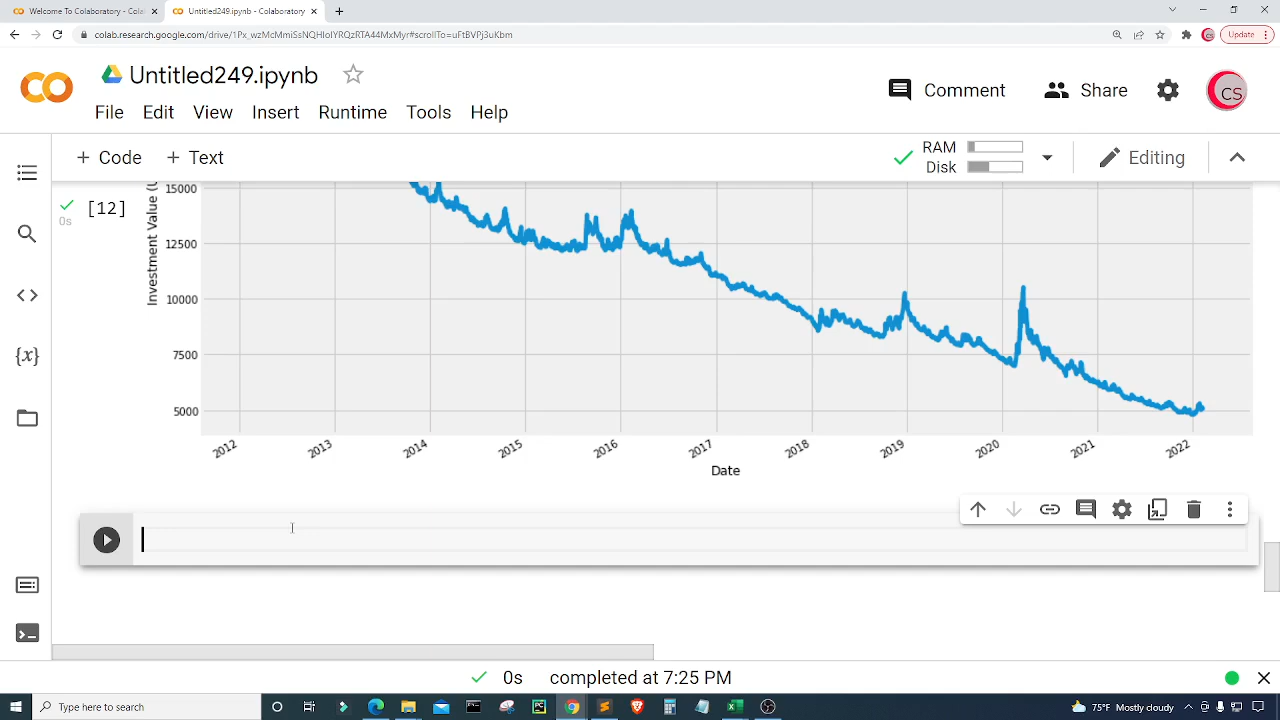 Welcome To Colaboratory - Cola
Untitled249.ipynb - Colaboratory
colab.research.google.com/drive/1Px_wzMcMmiSsNQHIoIYRQzRTA44MxMyr#scrollTo=uFtBVPj3uKbm
Update
Untitled249.ipynb
Comment
Share
CS
File Edit View Insert Runtime Tools Help
+ Code + Text
RAM
Disk
Editing
[12]
0s
Investment Value (U
15000
12500
10000
7500
5000
2012 2013 2014 2015 2016 2017 2018 2019 2020 2021 2022
Date
{x}
0s completed at 7:25 PM
Type here to search
73°F Mostly cloudy